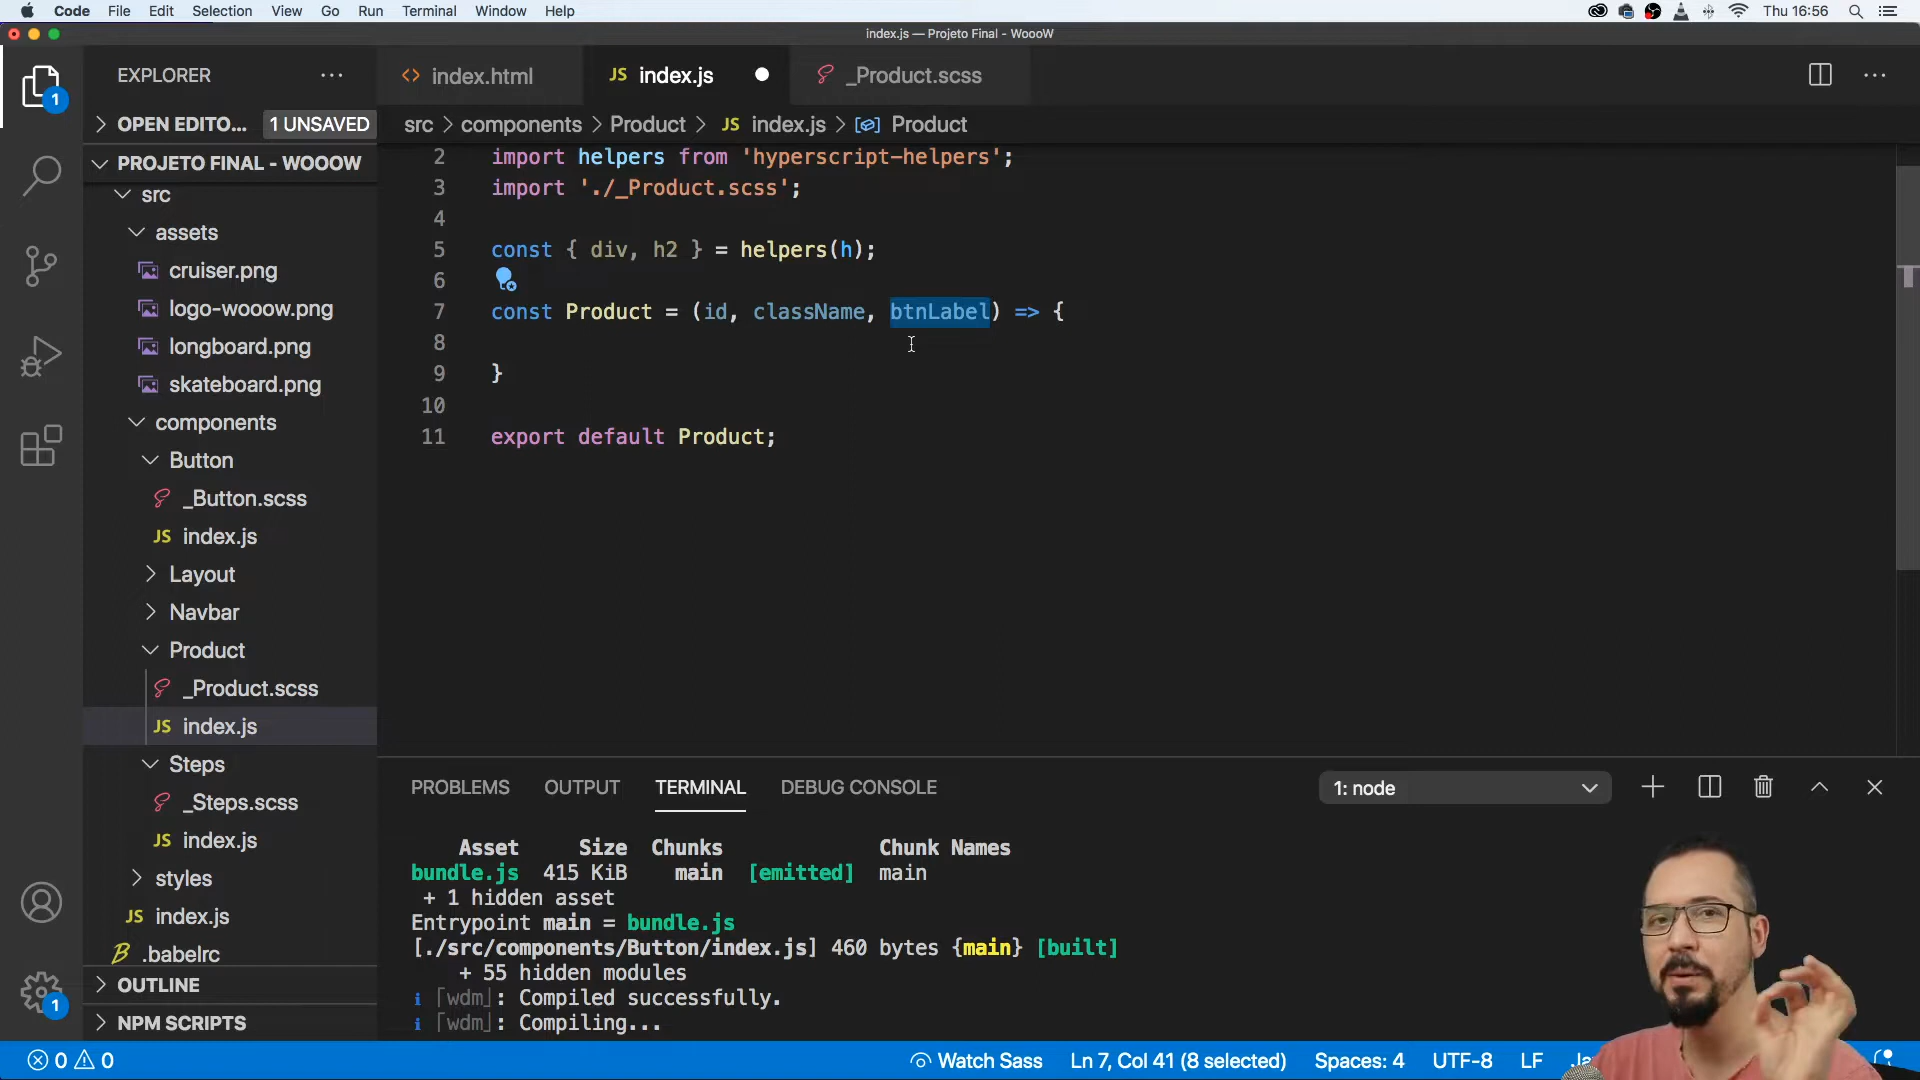 Code File Edit Selection View Go Run Terminal Window Help
Thu 16:56
index.js — Projeto Final - WoooW
EXPLORER
index.html
JS index.js
_Product.scss
OPEN EDITO... 1 UNSAVED
src > components > Product > JS index.js > Product
PROJETO FINAL - WOOOW
src
assets
cruiser.png
logo-wooow.png
longboard.png
skateboard.png
components
Button
_Button.scss
JS index.js
Layout
Navbar
Product
_Product.scss
JS index.js
Steps
_Steps.scss
JS index.js
styles
JS index.js
.babelrc
OUTLINE
NPM SCRIPTS
1
1
2 import helpers from 'hyperscript-helpers';
3 import './_Product.scss';
4
5 const { div, h2 } = helpers(h);
6
7 const Product = (id, className, btnLabel) => {
8
9 }
10
11 export default Product;
PROBLEMS OUTPUT TERMINAL DEBUG CONSOLE
1: node
Asset Size Chunks Chunk Names
bundle.js 415 KiB main [emitted] main
+ 1 hidden asset
Entrypoint main = bundle.js
[./src/components/Button/index.js] 460 bytes {main} [built]
+ 55 hidden modules
i ｢wdm｣: Compiled successfully.
i ｢wdm｣: Compiling...
0 0
Watch Sass Ln 7, Col 41 (8 selected) Spaces: 4 UTF-8 LF